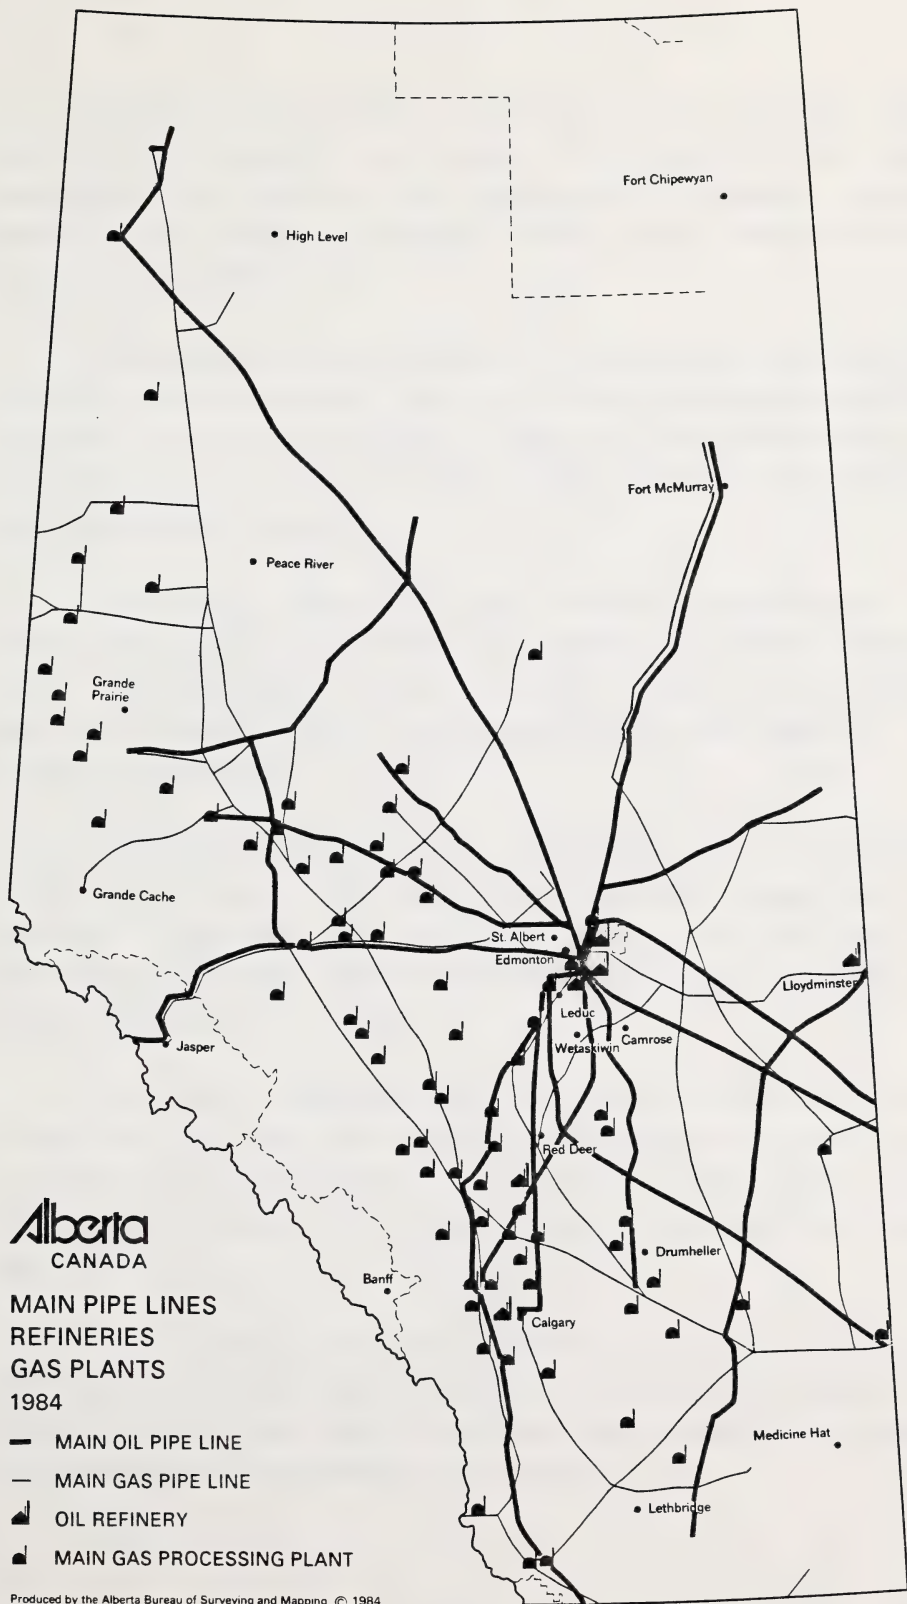 Fort Chipewyan
High Level
Fort McMurray
Peace River
Grande
Prairie
Grande Cache
St. Albert
Edmonton
Lloydminster
Leduc
Wetaskiwin
Camrose
Jasper
Red Deer
Alberta
CANADA
Drumheller
Banff
MAIN PIPE LINES
REFINERIES
GAS PLANTS
1984
Calgary
MAIN OIL PIPE LINE
Medicine Hat
MAIN GAS PIPE LINE
OIL REFINERY
Lethbridge
MAIN GAS PROCESSING PLANT
Produced by the Alberta Bureau of Surveying and Mapping © 1984